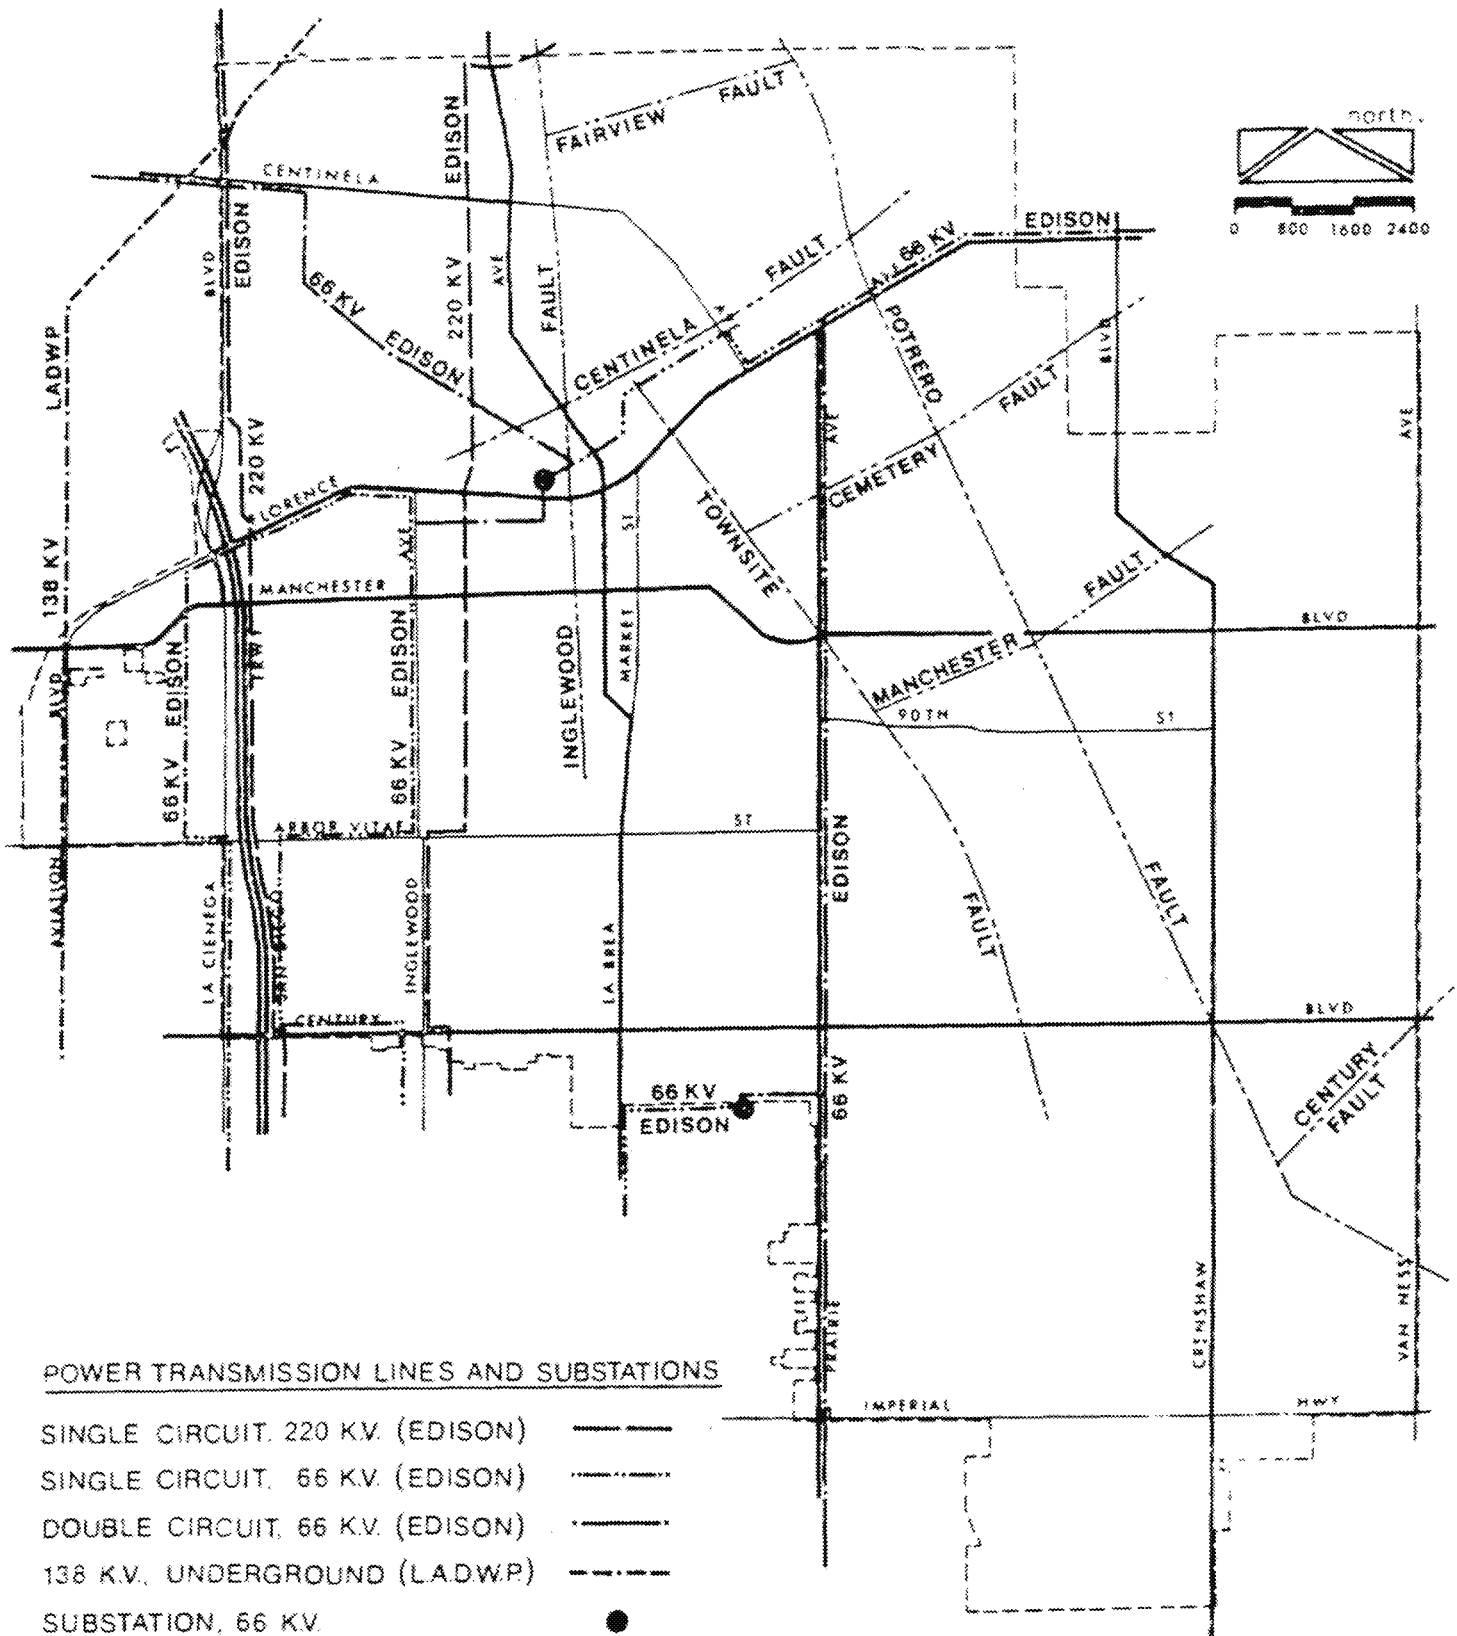 north.
0 800 1600 2400
FAIRVIEW FAULT
EDISON
CENTINELA
BLVD
EDISON
220 KV
AVE
FAULT
66 KV
EDISON
CENTINELA FAULT
66 KV
EDISON
POTRERO
BLVD
AVE
LADWP
138 KV
220 KV
LORENCE
AVE
ST
TOWNSITE
CEMETERY FAULT
AVE
MANCHESTER
MANCHESTER FAULT
BLVD
EDISON
66 KV
EDISON
66 KV
INGLEWOOD
MARKET
90TH ST
BLVD
ARBOR VITAE
ST
EDISON
FAULT
FAULT
AVIATION
LA CIENEGA
SAN DIEGO
INGLEWOOD
LA BREA
CENTURY
BLVD
66 KV
EDISON
66 KV
CENTURY
FAULT
PRAIRIE
CRENSHAW
VAN NESS
IMPERIAL
HWY
POWER TRANSMISSION LINES AND SUBSTATIONS
SINGLE CIRCUIT, 220 K.V. (EDISON)
SINGLE CIRCUIT, 66 K.V. (EDISON)
DOUBLE CIRCUIT, 66 K.V. (EDISON)
138 K.V., UNDERGROUND (L.A.D.W.P.)
SUBSTATION, 66 K.V.